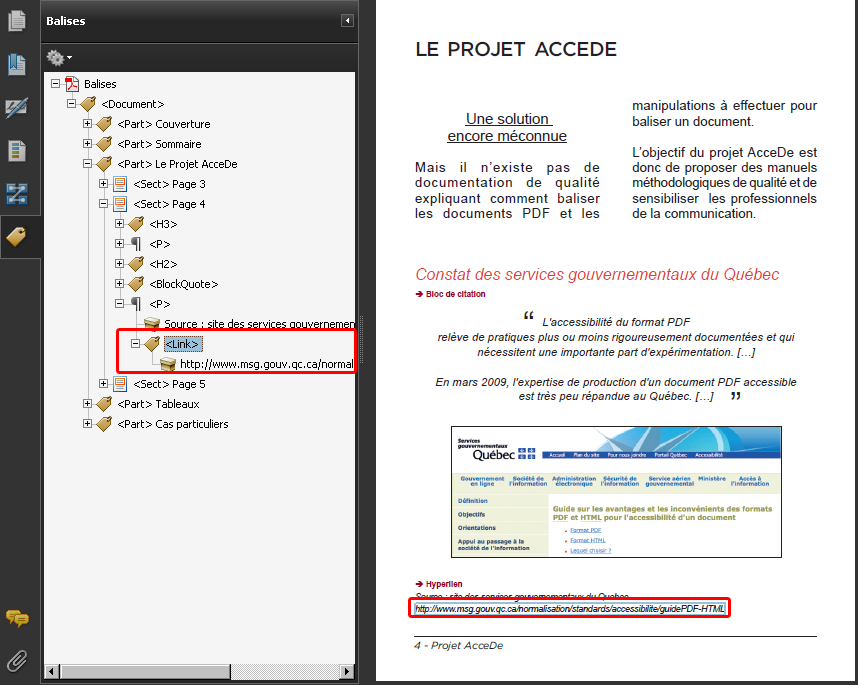 Balises
Balises
<Document>
<Part> Couverture
<Part> Sommaire
<Part> Le Projet AcceDe
<Sect> Page 3
<Sect> Page 4
<H3>
<P>
<H2>
<BlockQuote>
<P>
Source : site des services gouvernemen
<Link>
http://www.msg.gouv.qc.ca/normal
<Sect> Page 5
<Part> Tableaux
<Part> Cas particuliers
LE PROJET ACCEDE
Une solution
encore méconnue
Mais il n'existe pas de
documentation de qualité
expliquant comment baliser
les documents PDF et les
manipulations à effectuer pour
baliser un document.
L'objectif du projet AcceDe est
donc de proposer des manuels
méthodologiques de qualité et de
sensibiliser les professionnels
de la communication.
Constat des services gouvernementaux du Québec
➔ Bloc de citation
“ L'accessibilité du format PDF
relève de pratiques plus ou moins rigoureusement documentées et qui
nécessitent une importante part d'expérimentation. [...]
En mars 2009, l'expertise de production d'un document PDF accessible
est très peu répandue au Québec. [...] ”
Services
gouvernementaux
Québec
Accueil Plan du site Pour nous joindre Portail Québec Accessibilité
Gouvernement en ligne
Société de l'information
Administration électronique
Sécurité de l'information
Service aérien gouvernemental
Ministère
Accès à l'information
Définition
Objectifs
Orientations
Appui au passage à la
société de l'information
Guide sur les avantages et les inconvénients des formats
PDF et HTML pour l'accessibilité d'un document
Format PDF
Format HTML
Lequel choisir ?
➔ Hyperlien
Source : site des services gouvernementaux du Quebec
http://www.msg.gouv.qc.ca/normalisation/standards/accessibilite/guidePDF-HTML
4 - Projet AcceDe